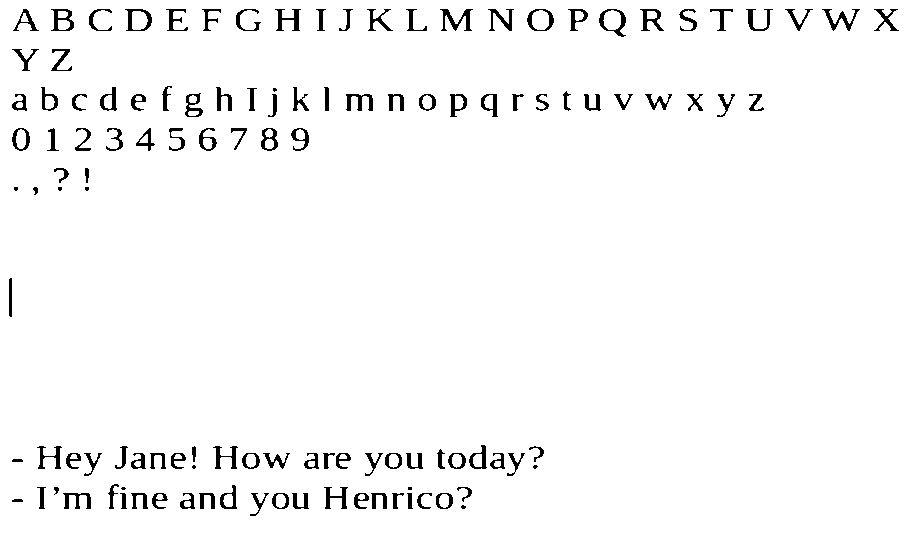 A B C D E F G H I J K L M N O P Q R S T U V W X
Y Z
a b c d e f g h I j k l m n o p q r s t u v w x y z
0 1 2 3 4 5 6 7 8 9
. , ? !
- Hey Jane! How are you today?
- I’m fine and you Henrico?